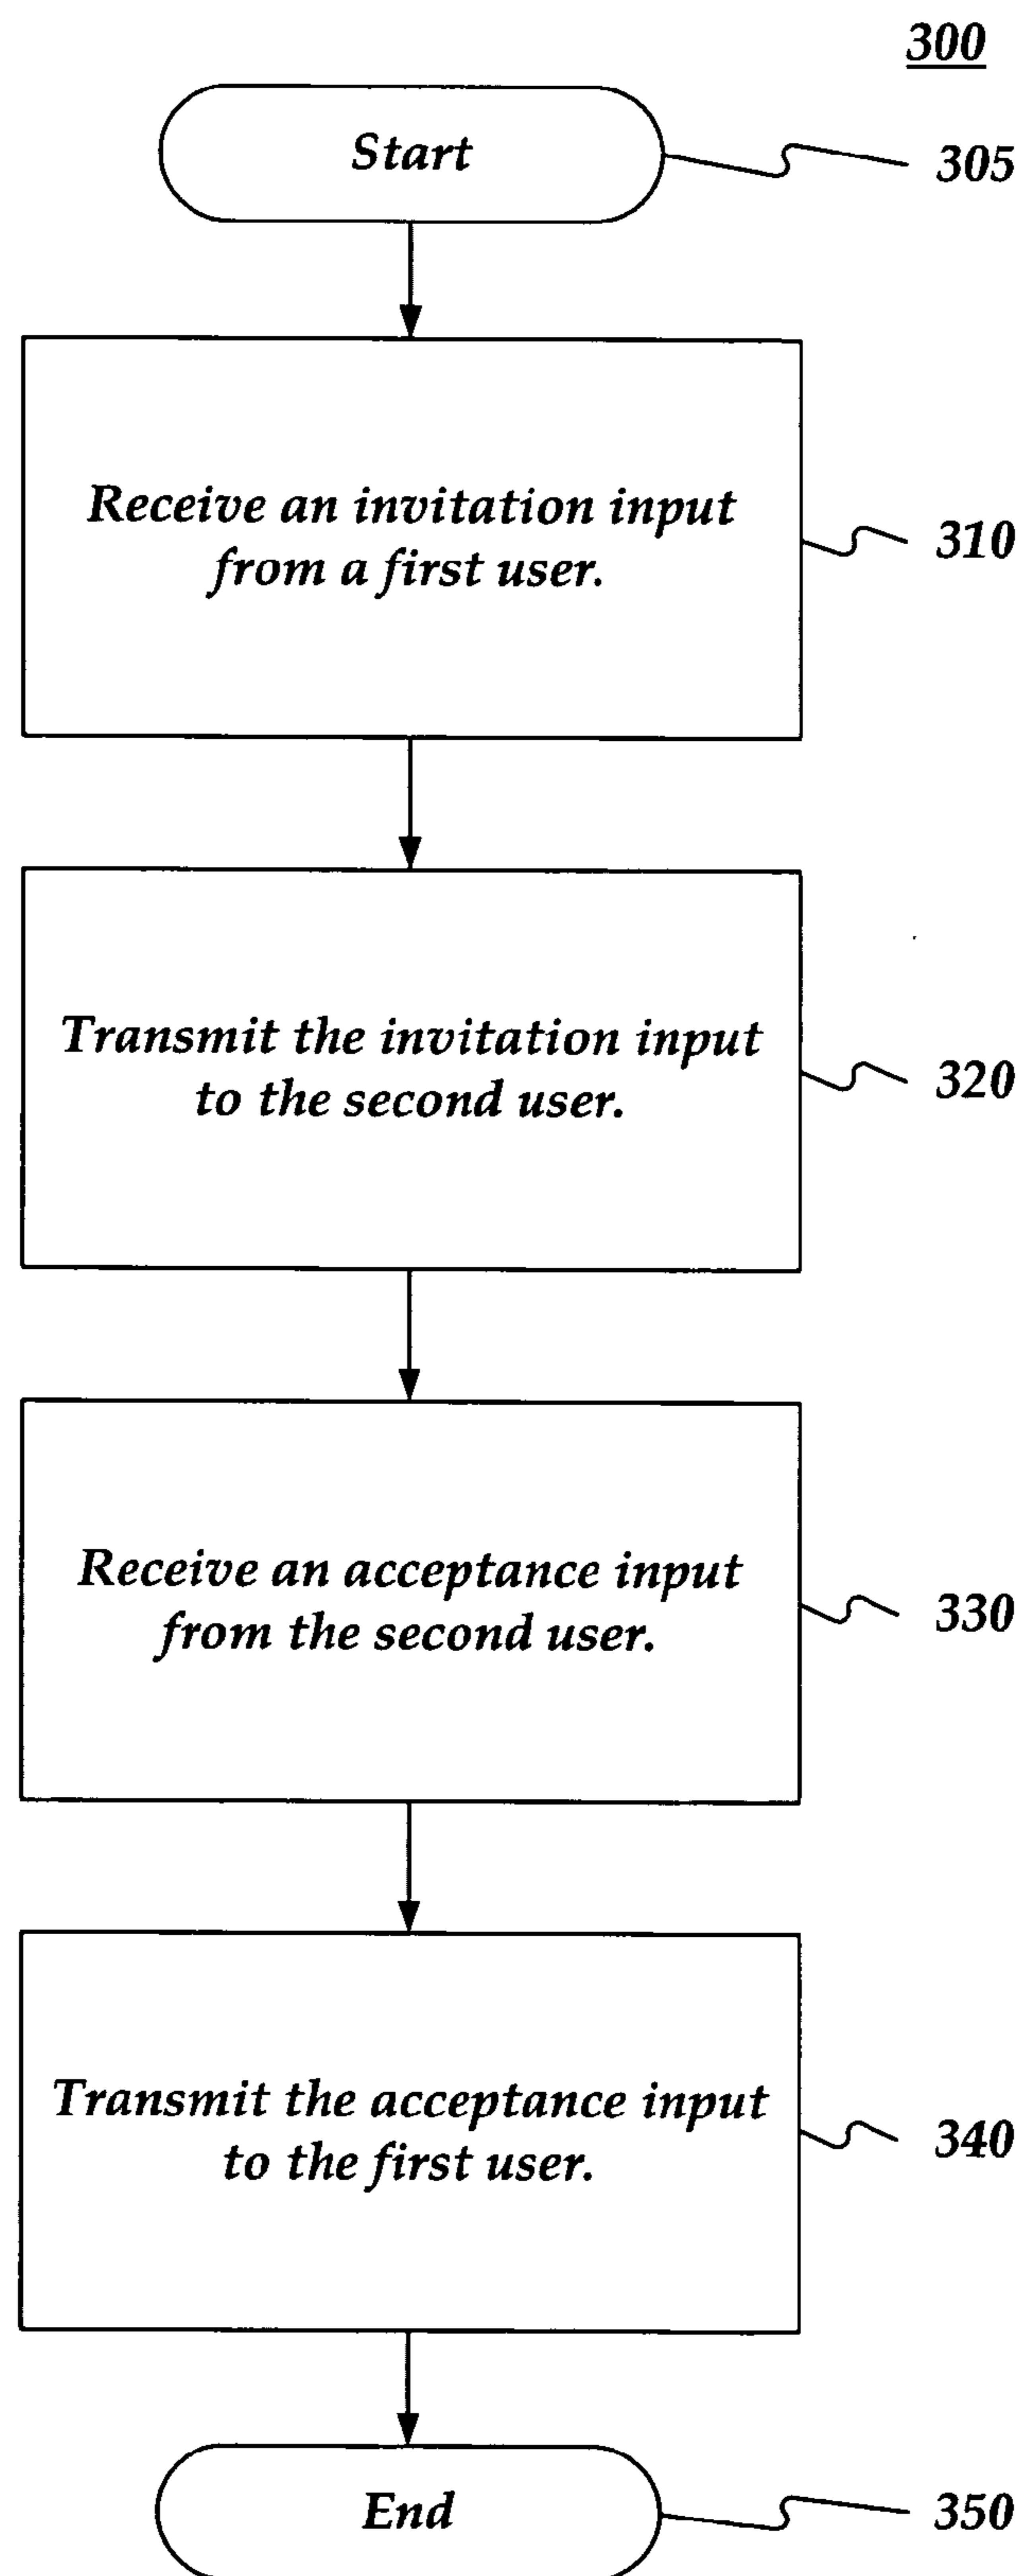 300
Start
305
Receive an invitation input
from a first user.
310
Transmit the invitation input
to the second user.
320
Receive an acceptance input
from the second user.
330
Transmit the acceptance input
to the first user.
340
End
350